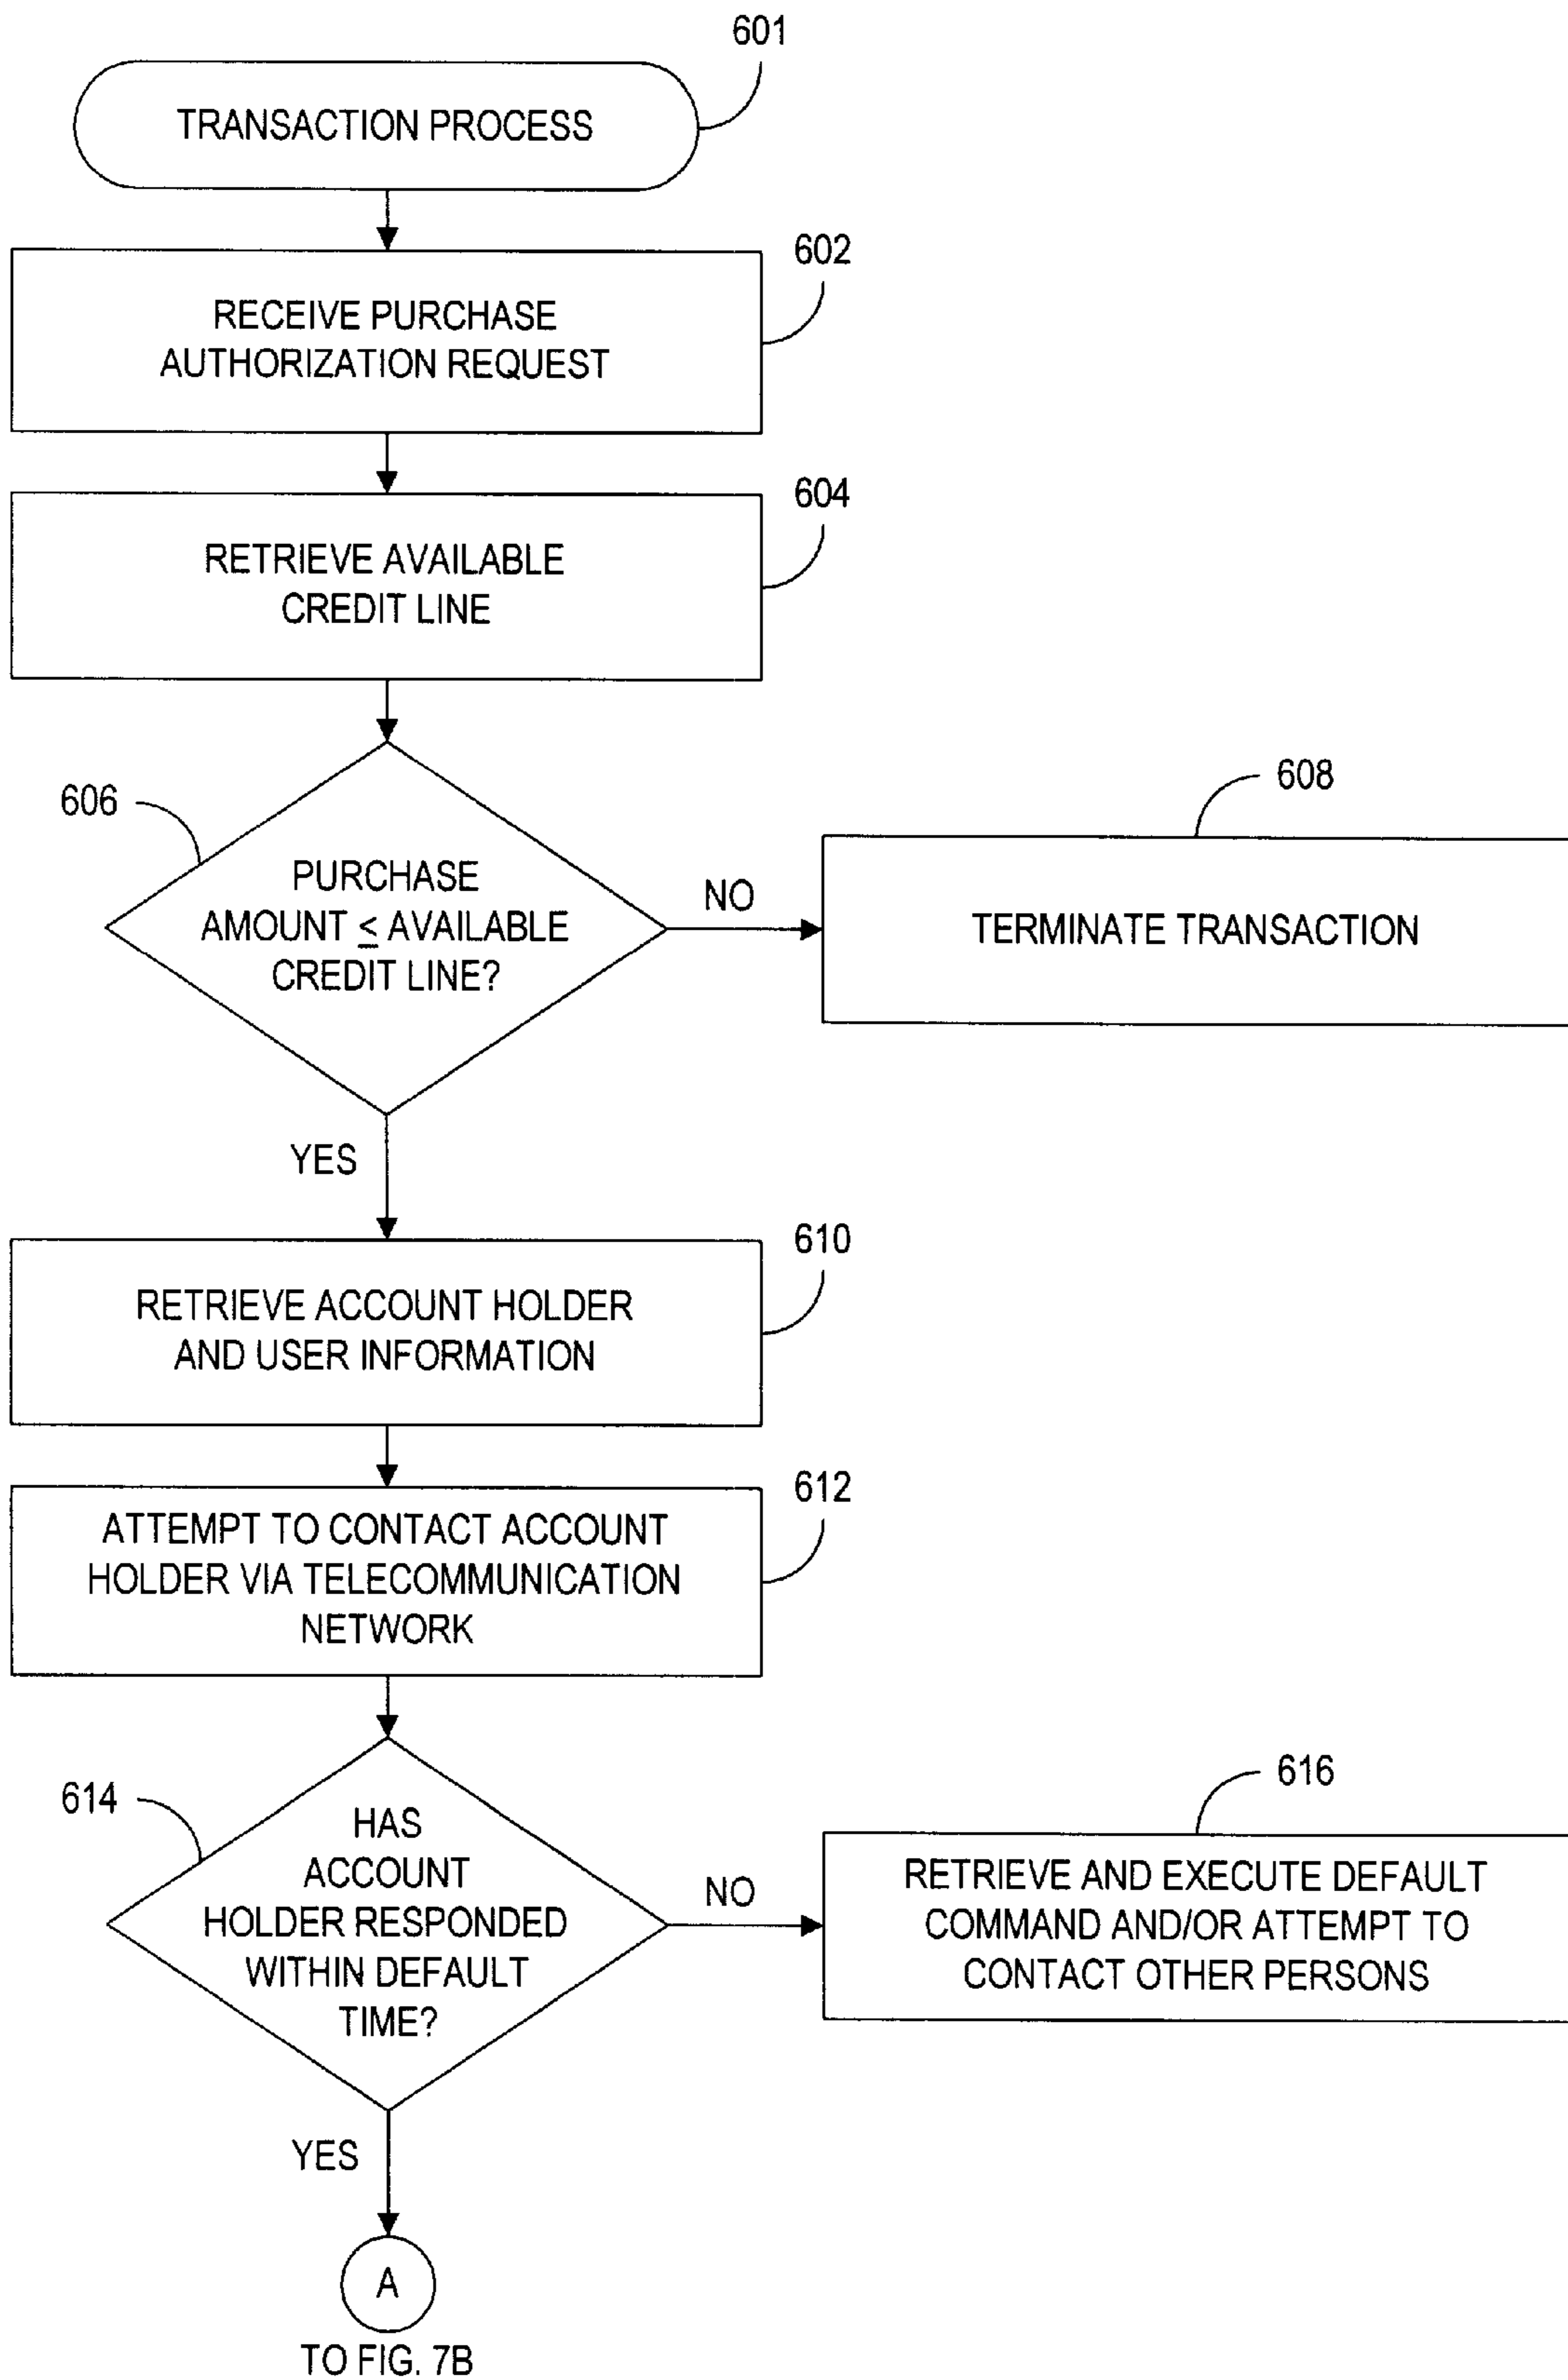 601
TRANSACTION PROCESS
602
RECEIVE PURCHASE
AUTHORIZATION REQUEST
604
RETRIEVE AVAILABLE
CREDIT LINE
606
PURCHASE
AMOUNT ≤ AVAILABLE
CREDIT LINE?
NO
608
TERMINATE TRANSACTION
YES
610
RETRIEVE ACCOUNT HOLDER
AND USER INFORMATION
612
ATTEMPT TO CONTACT ACCOUNT
HOLDER VIA TELECOMMUNICATION
NETWORK
614
HAS
ACCOUNT
HOLDER RESPONDED
WITHIN DEFAULT
TIME?
NO
616
RETRIEVE AND EXECUTE DEFAULT
COMMAND AND/OR ATTEMPT TO
CONTACT OTHER PERSONS
YES
A
TO FIG. 7B